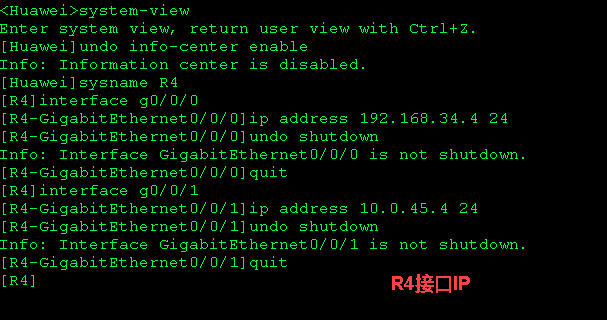 <Huawei>system-view
Enter system view, return user view with Ctrl+Z.
[Huawei]undo info-center enable
Info: Information center is disabled.
[Huawei]sysname R4
[R4]interface g0/0/0
[R4-GigabitEthernet0/0/0]ip address 192.168.34.4 24
[R4-GigabitEthernet0/0/0]undo shutdown
Info: Interface GigabitEthernet0/0/0 is not shutdown.
[R4-GigabitEthernet0/0/0]quit
[R4]interface g0/0/1
[R4-GigabitEthernet0/0/1]ip address 10.0.45.4 24
[R4-GigabitEthernet0/0/1]undo shutdown
Info: Interface GigabitEthernet0/0/1 is not shutdown.
[R4-GigabitEthernet0/0/1]quit
[R4]
R4接口IP